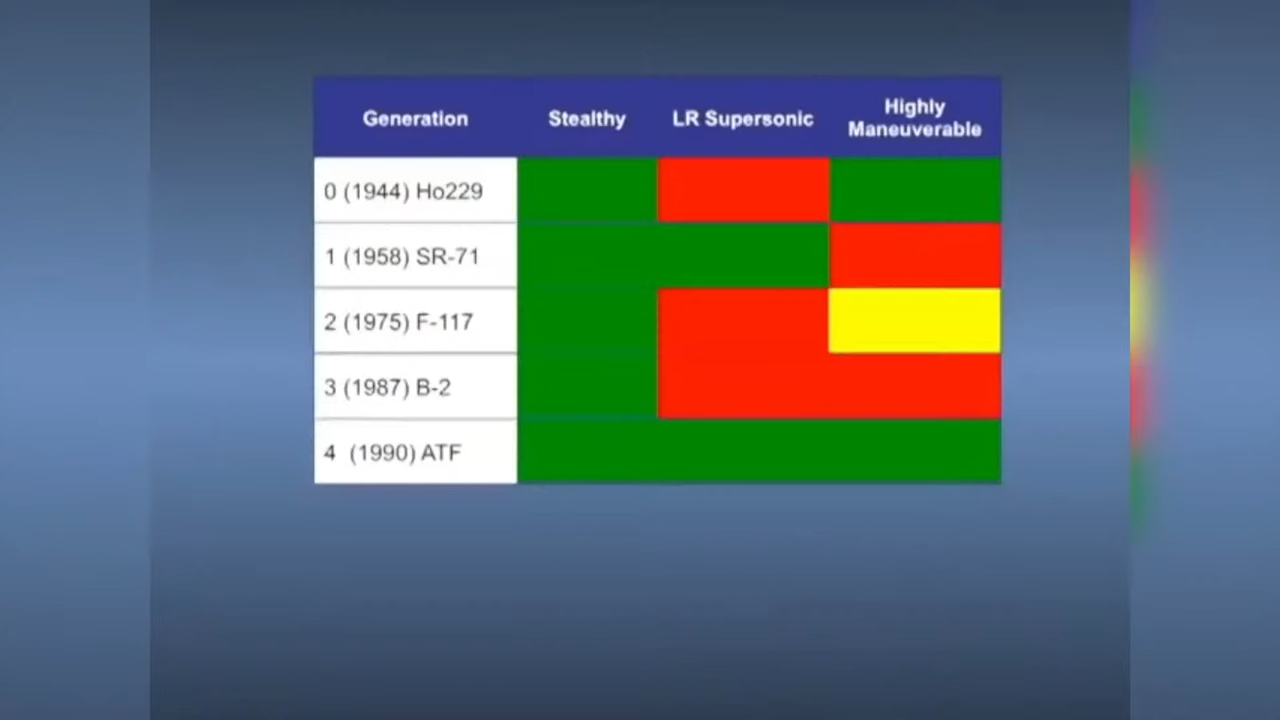 Generation
Stealthy
LR Supersonic
Highly
Maneuverable
0 (1944) Ho229
1 (1958) SR-71
2 (1975) F-117
3 (1987) B-2
4 (1990) ATF